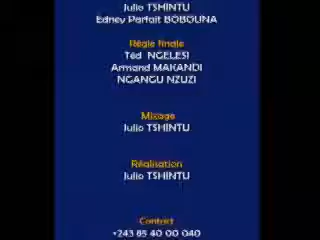 Julio TSHINTU
Edney Parfait BOBOUNA
Régie finale
Téd NGELESI
Armand MAKANDI
NGANGU NZUZI
Mixage
Julio TSHINTU
Réalisation
Julio TSHINTU
Contact
+243 85 40 00 040